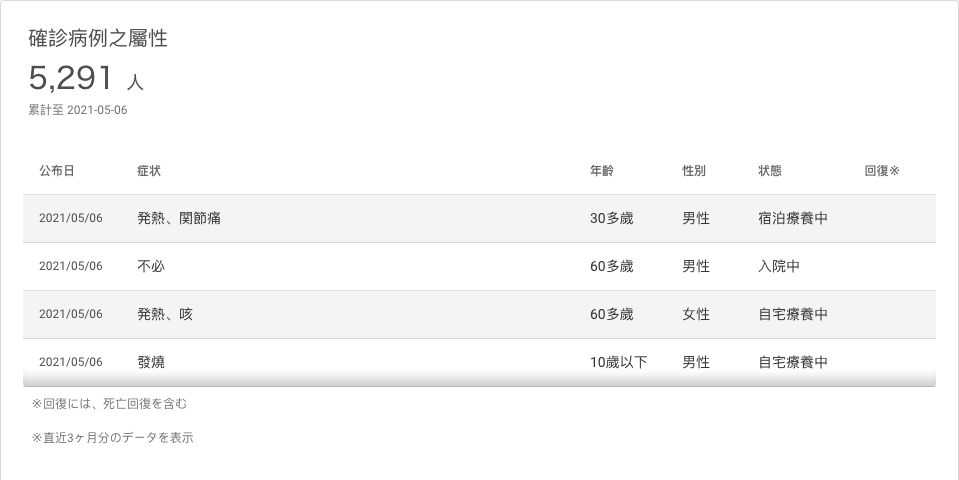 確診病例之屬性
5,291 人
累計至 2021-05-06
公布日 症状 年齢 性別 状態 回復※
2021/05/06 発熱、関節痛 30多歲 男性 宿泊療養中
2021/05/06 不必 60多歲 男性 入院中
2021/05/06 発熱、咳 60多歲 女性 自宅療養中
2021/05/06 發燒 10歲以下 男性 自宅療養中
※回復には、死亡回復を含む
※直近3ヶ月分のデータを表示